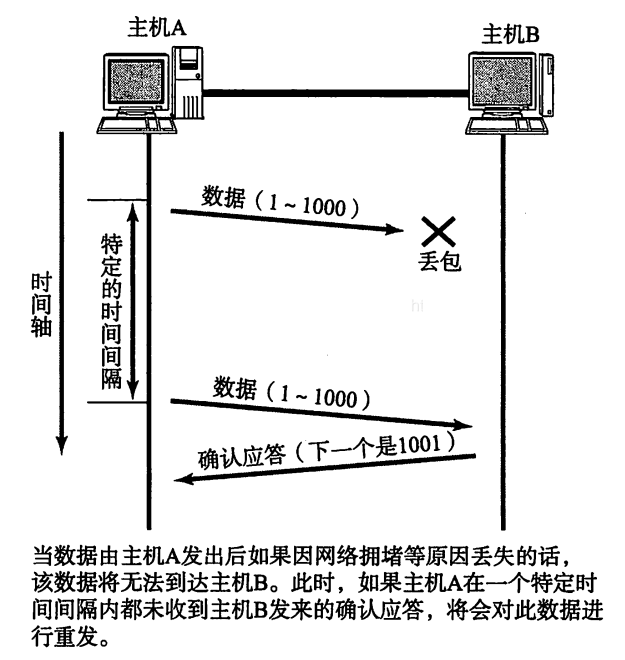 主机A
主机B
数据（1～1000）
丢包
特定的时间间隔
时间轴
hl
数据（1～1000）
确认应答（下一个是1001）
当数据由主机A发出后如果因网络拥堵等原因丢失的话，
该数据将无法到达主机B。此时，如果主机A在一个特定时
间间隔内都未收到主机B发来的确认应答，将会对此数据进
行重发。